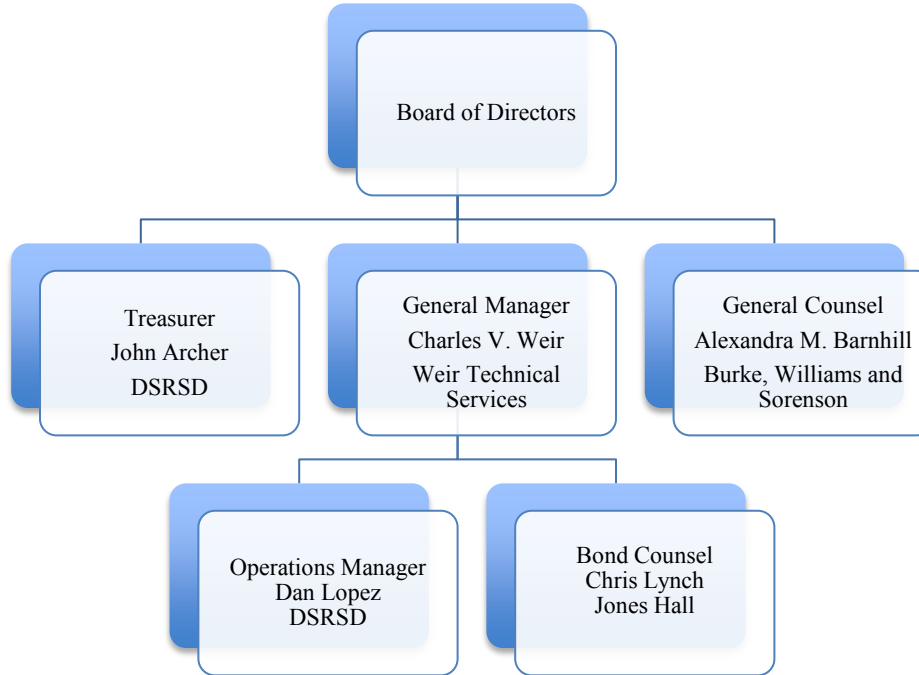 Board of Directors
Treasurer
John Archer
DSRSD
General Manager
Charles V. Weir
Weir Technical
Services
General Counsel
Alexandra M. Barnhill
Burke, Williams and
Sorenson
Operations Manager
Dan Lopez
DSRSD
Bond Counsel
Chris Lynch
Jones Hall